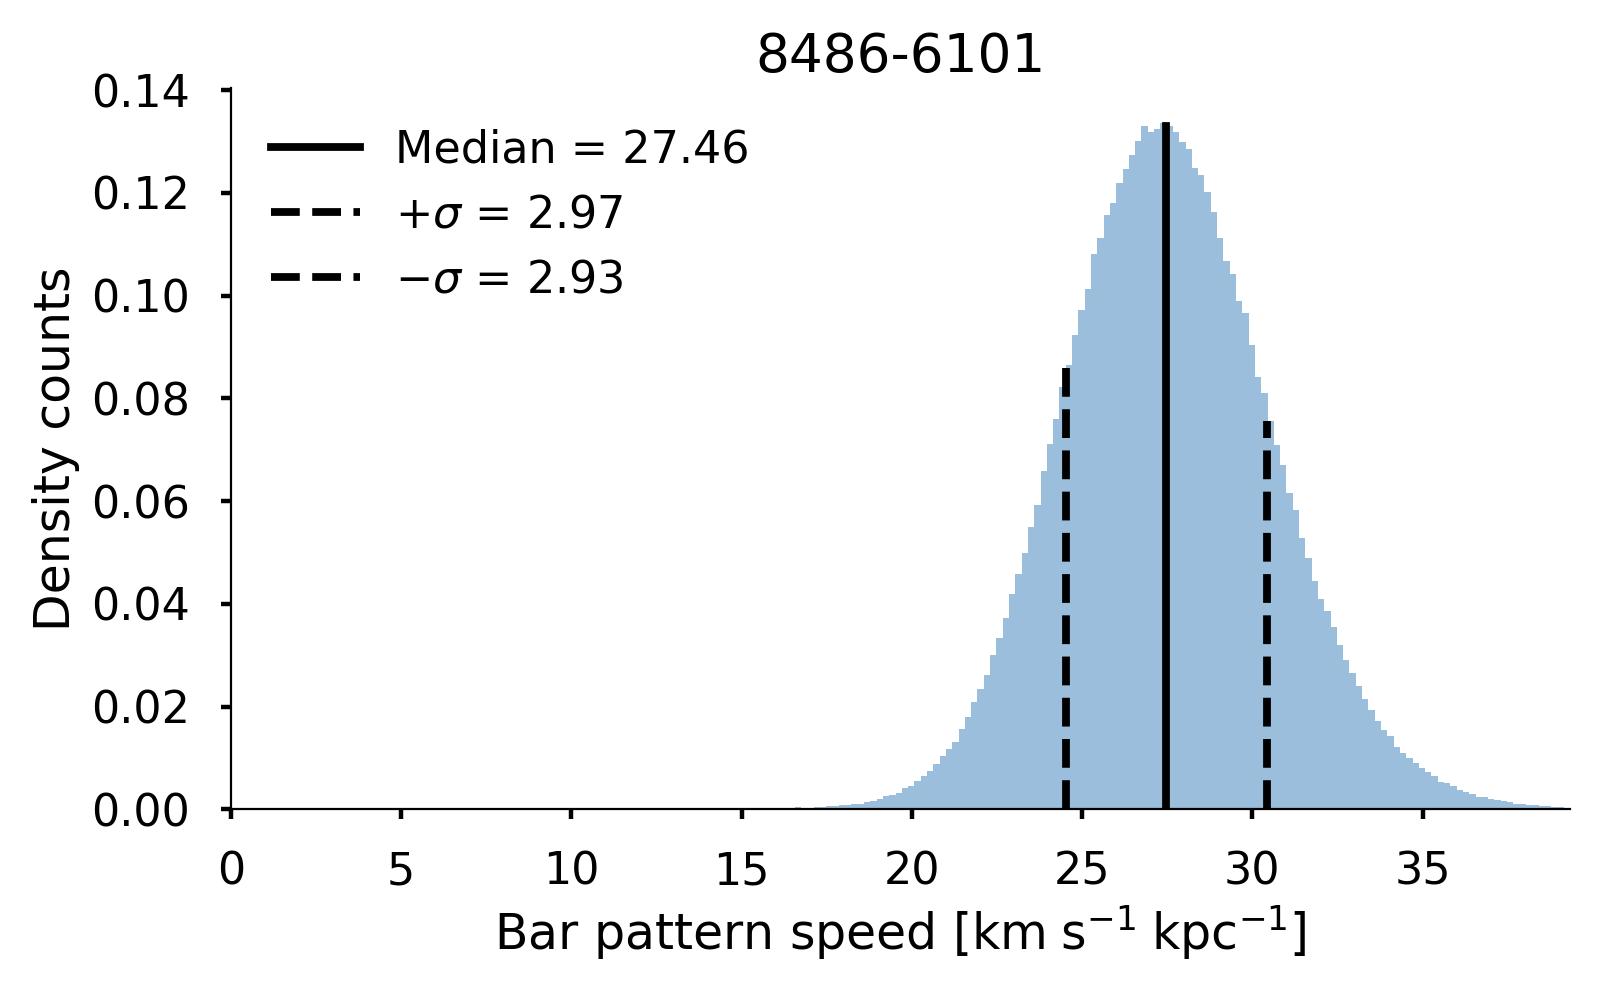 8486-6101
0.14
0.12
0.10
0.08
0.06
0.04
0.02
0.00
Density counts
Median = 27.46
+σ = 2.97
−σ = 2.93
0 5 10 15 20 25 30 35
Bar pattern speed [km s⁻¹ kpc⁻¹]